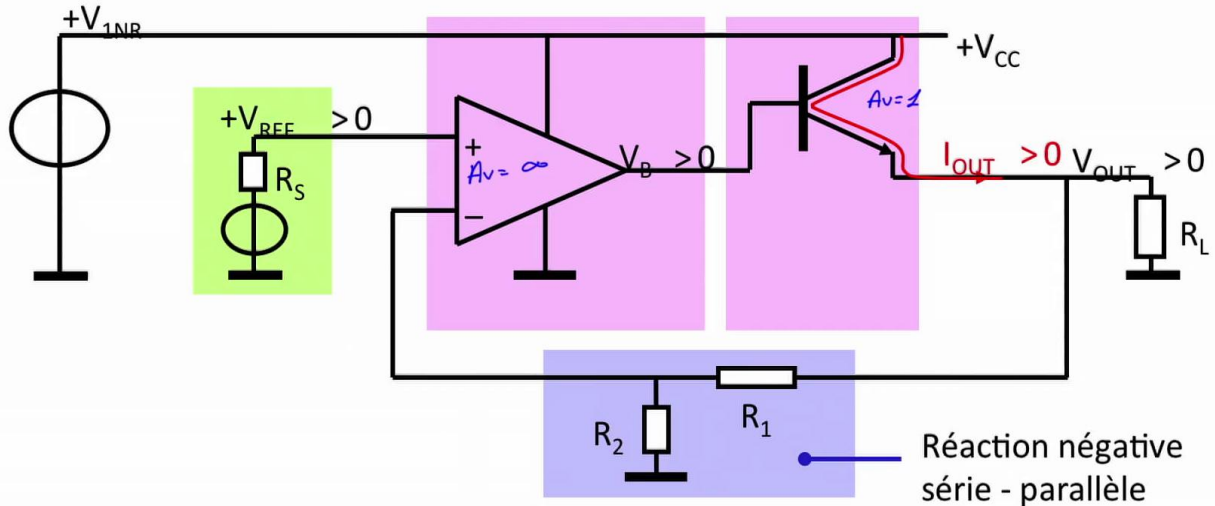 +V1NR
+VCC
Av=1
+VREF >0
+
Av= ∞
VB >0
IOUT >0
VOUT >0
RS
−
RL
R2
R1
Réaction négative
série - parallèle